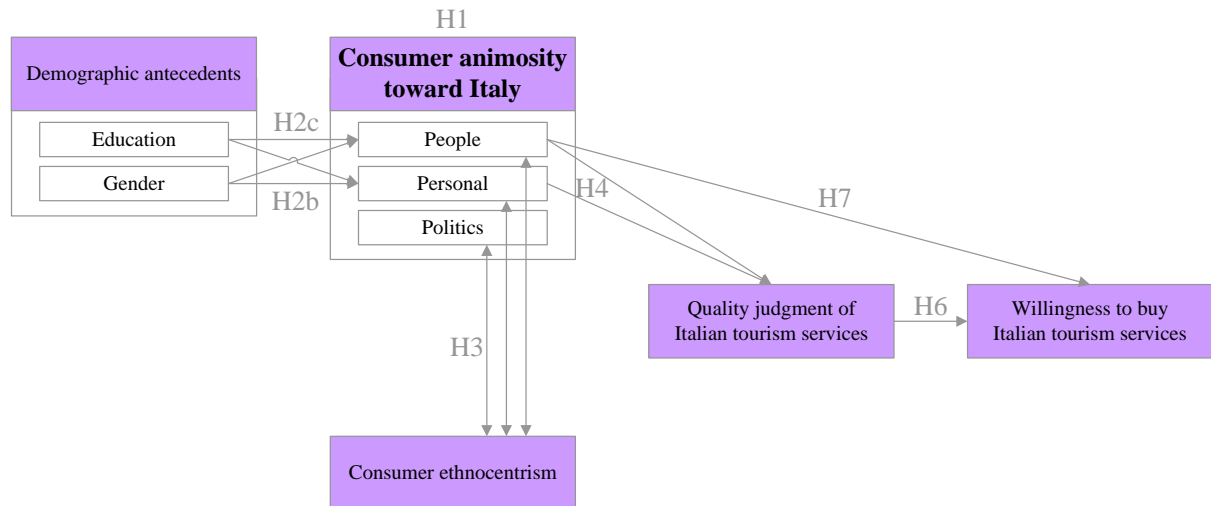 H1
Demographic antecedents
Consumer animosity
toward Italy
Education
H2c
People
Gender
H2b
Personal
H4
H7
Politics
Quality judgment of
Italian tourism services
H6
Willingness to buy
Italian tourism services
H3
Consumer ethnocentrism